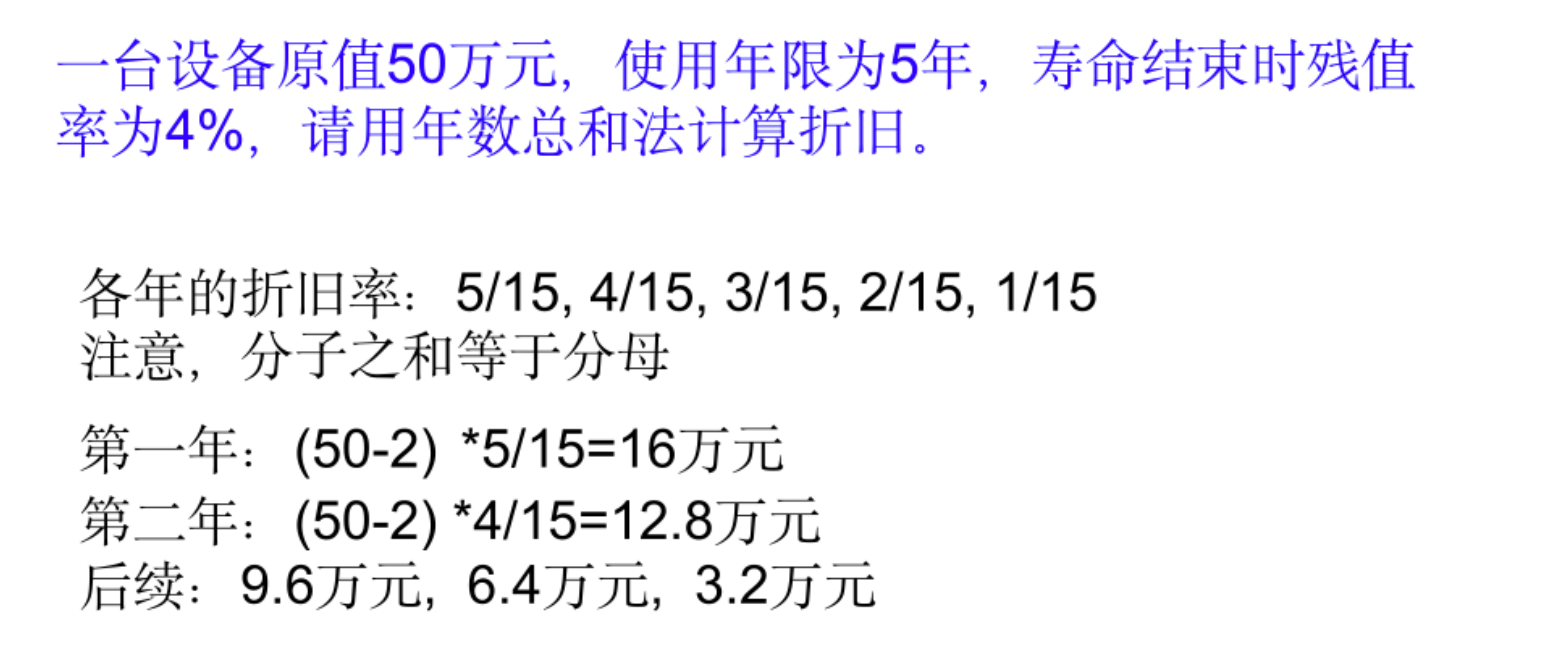 一台设备原值50万元，使用年限为5年，寿命结束时残值
率为4%，请用年数总和法计算折旧。
各年的折旧率：5/15, 4/15, 3/15, 2/15, 1/15
注意，分子之和等于分母
第一年：(50-2) *5/15=16万元
第二年：(50-2) *4/15=12.8万元
后续：9.6万元, 6.4万元, 3.2万元